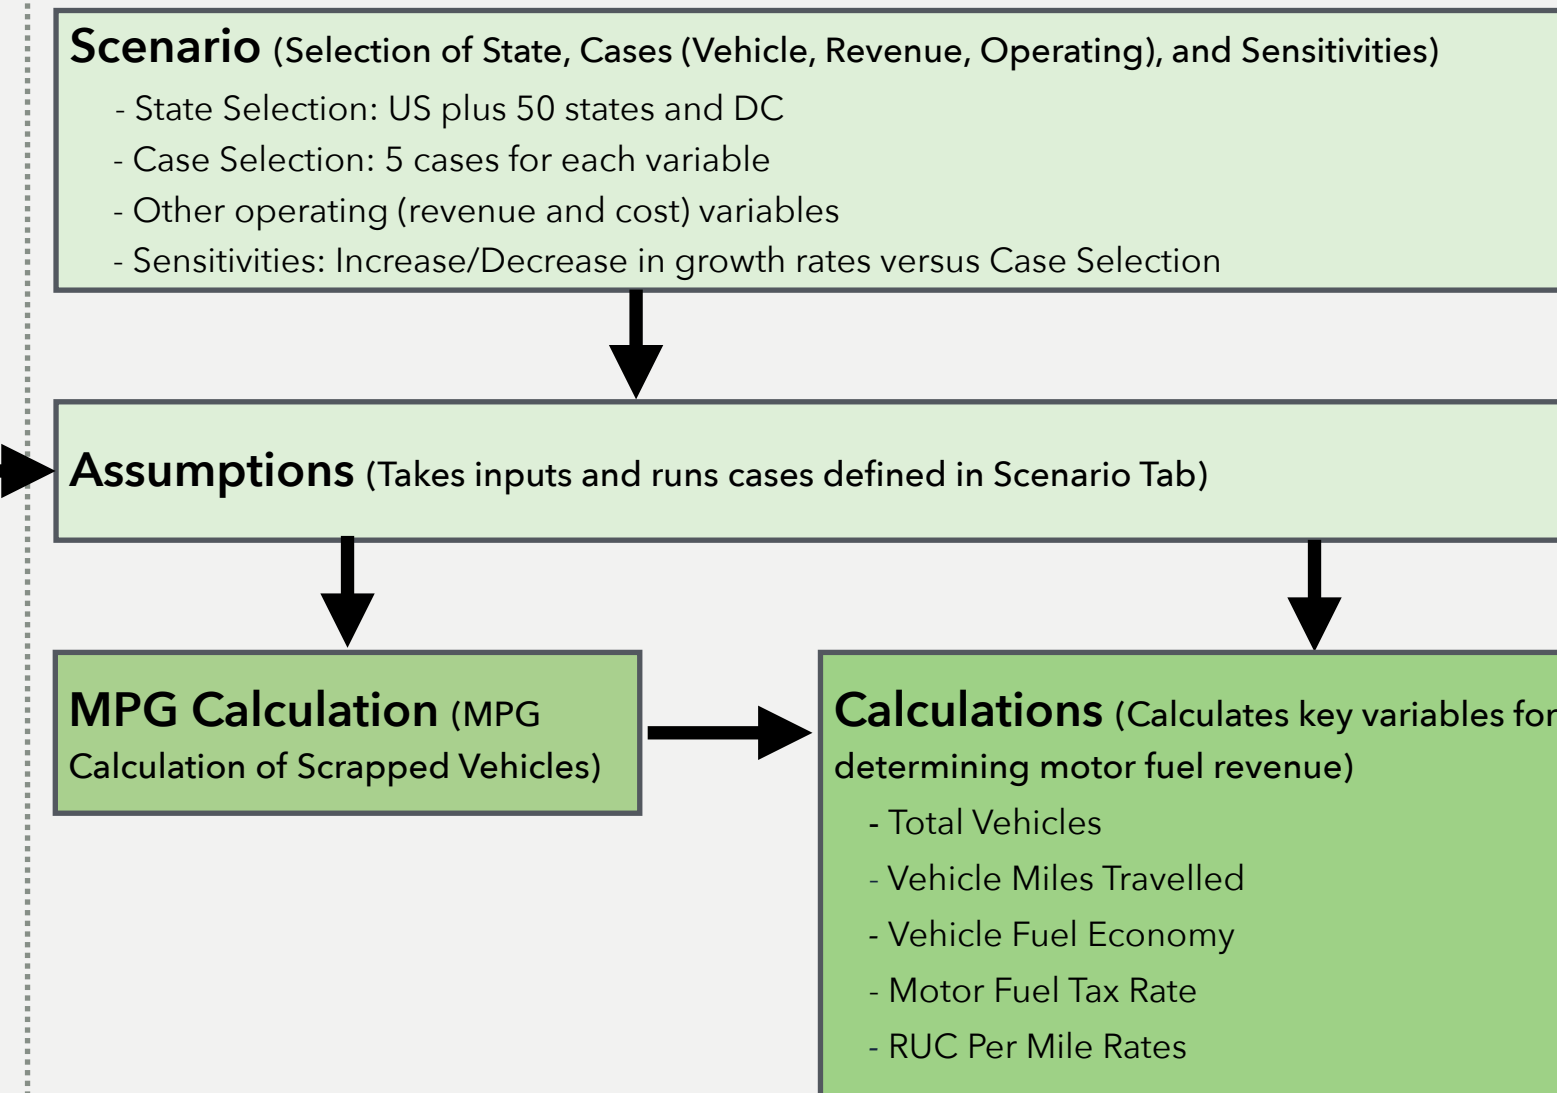 Scenario (Selection of State, Cases (Vehicle, Revenue, Operating), and Sensitivities)
- State Selection: US plus 50 states and DC
- Case Selection: 5 cases for each variable
- Other operating (revenue and cost) variables
- Sensitivities: Increase/Decrease in growth rates versus Case Selection
Assumptions (Takes inputs and runs cases defined in Scenario Tab)
MPG Calculation (MPG
Calculation of Scrapped Vehicles)
Calculations (Calculates key variables for
determining motor fuel revenue)
- Total Vehicles
- Vehicle Miles Travelled
- Vehicle Fuel Economy
- Motor Fuel Tax Rate
- RUC Per Mile Rates